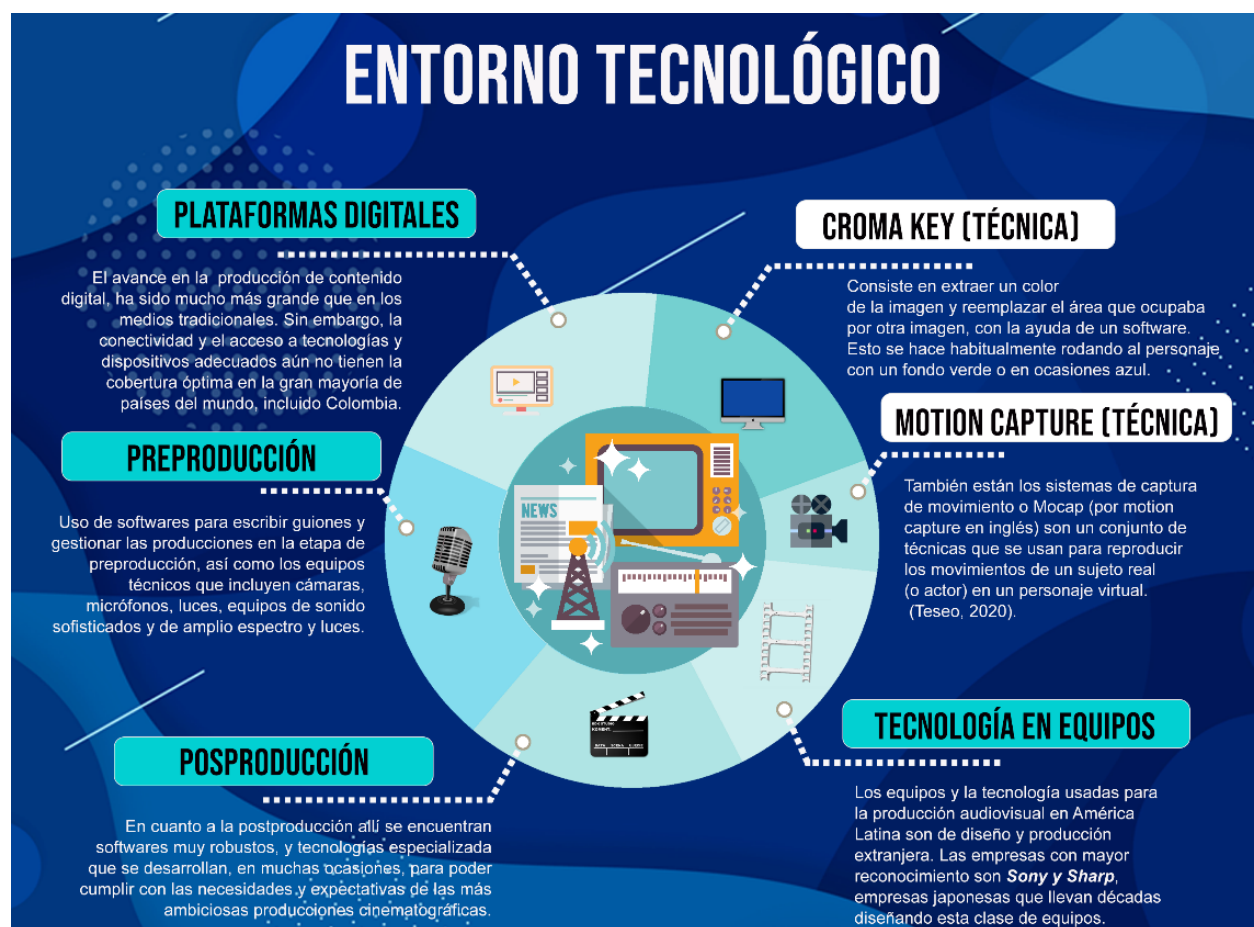 ENTORNO TECNOLÓGICO
PLATAFORMAS DIGITALES
El avance en la producción de contenido
digital, ha sido mucho más grande que en los
medios tradicionales. Sin embargo, la
conectividad y el acceso a tecnologías y
dispositivos adecuados aún no tienen la
cobertura óptima en la gran mayoría de
países del mundo, incluido Colombia.
PREPRODUCCIÓN
Uso de softwares para escribir guiones y
gestionar las producciones en la etapa de
preproducción, así como los equipos
técnicos que incluyen cámaras,
micrófonos, luces, equipos de sonido
sofisticados y de amplio espectro y luces.
POSPRODUCCIÓN
En cuanto a la postproducción allí se encuentran
softwares muy robustos, y tecnologías especializada
que se desarrollan, en muchas ocasiones, para poder
cumplir con las necesidades y expectativas de las más
ambiciosas producciones cinematográficas.
CROMA KEY (TÉCNICA)
Consiste en extraer un color
de la imagen y reemplazar el área que ocupaba
por otra imagen, con la ayuda de un software.
Esto se hace habitualmente rodando al personaje
con un fondo verde o en ocasiones azul.
MOTION CAPTURE (TÉCNICA)
También están los sistemas de captura
de movimiento o Mocap (por motion
capture en inglés) son un conjunto de
técnicas que se usan para reproducir
los movimientos de un sujeto real
(o actor) en un personaje virtual.
(Teseo, 2020).
TECNOLOGÍA EN EQUIPOS
Los equipos y la tecnología usadas para
la producción audiovisual en América
Latina son de diseño y producción
extranjera. Las empresas con mayor
reconocimiento son Sony y Sharp,
empresas japonesas que llevan décadas
diseñando esta clase de equipos.
NEWS